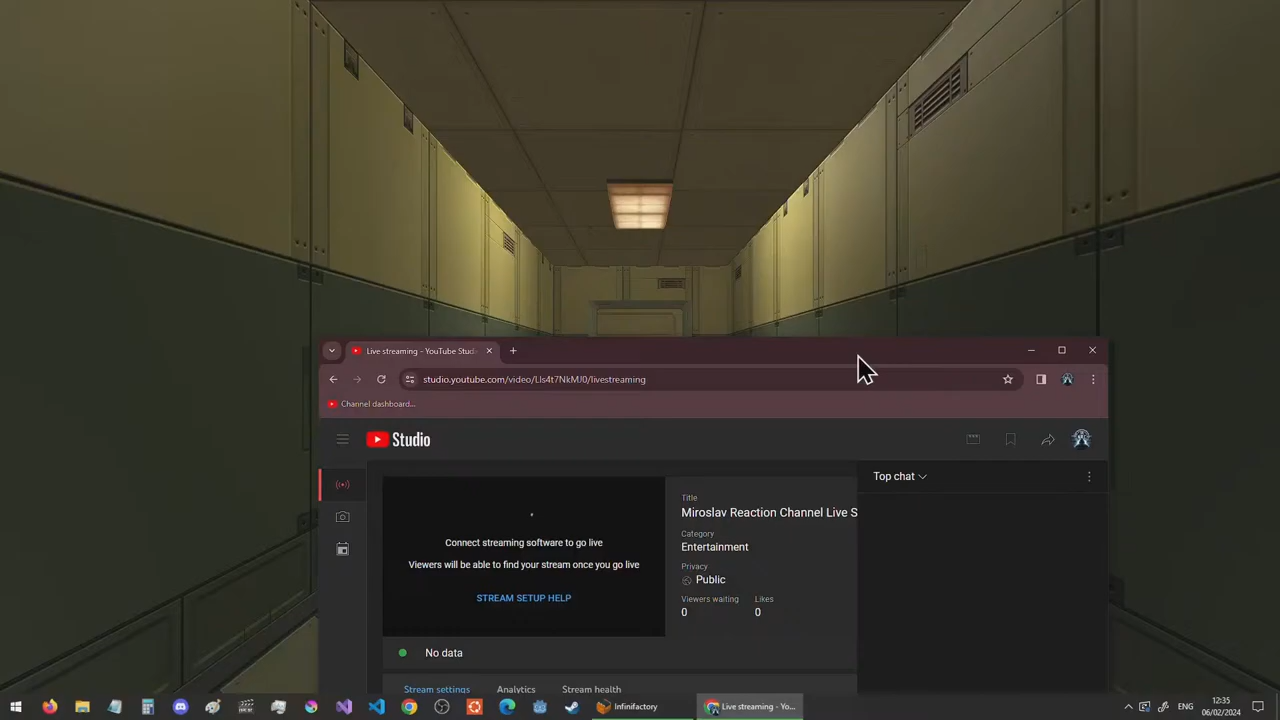 Live streaming - YouTube Studi
studio.youtube.com/video/LIs4t7NkMJ0/livestreaming
Channel dashboard...
Studio
Top chat
Title
Miroslav Reaction Channel Live S
Connect streaming software to go live
Category
Entertainment
Viewers will be able to find your stream once you go live
Privacy
Public
STREAM SETUP HELP
Viewers waiting
Likes
0
0
No data
Stream settings
Analytics
Stream health
Infinifactory
Live streaming - Yo...
ENG
12:35
06/02/2024